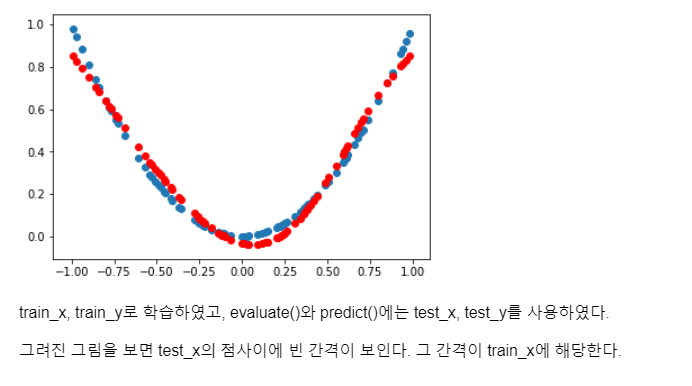 1.0
0.8
0.6
0.4
0.2
0.0
−1.00 −0.75 −0.50 −0.25 0.00 0.25 0.50 0.75 1.00
train_x, train_y로 학습하였고, evaluate()와 predict()에는 test_x, test_y를 사용하였다.
그려진 그림을 보면 test_x의 점사이에 빈 간격이 보인다. 그 간격이 train_x에 해당한다.